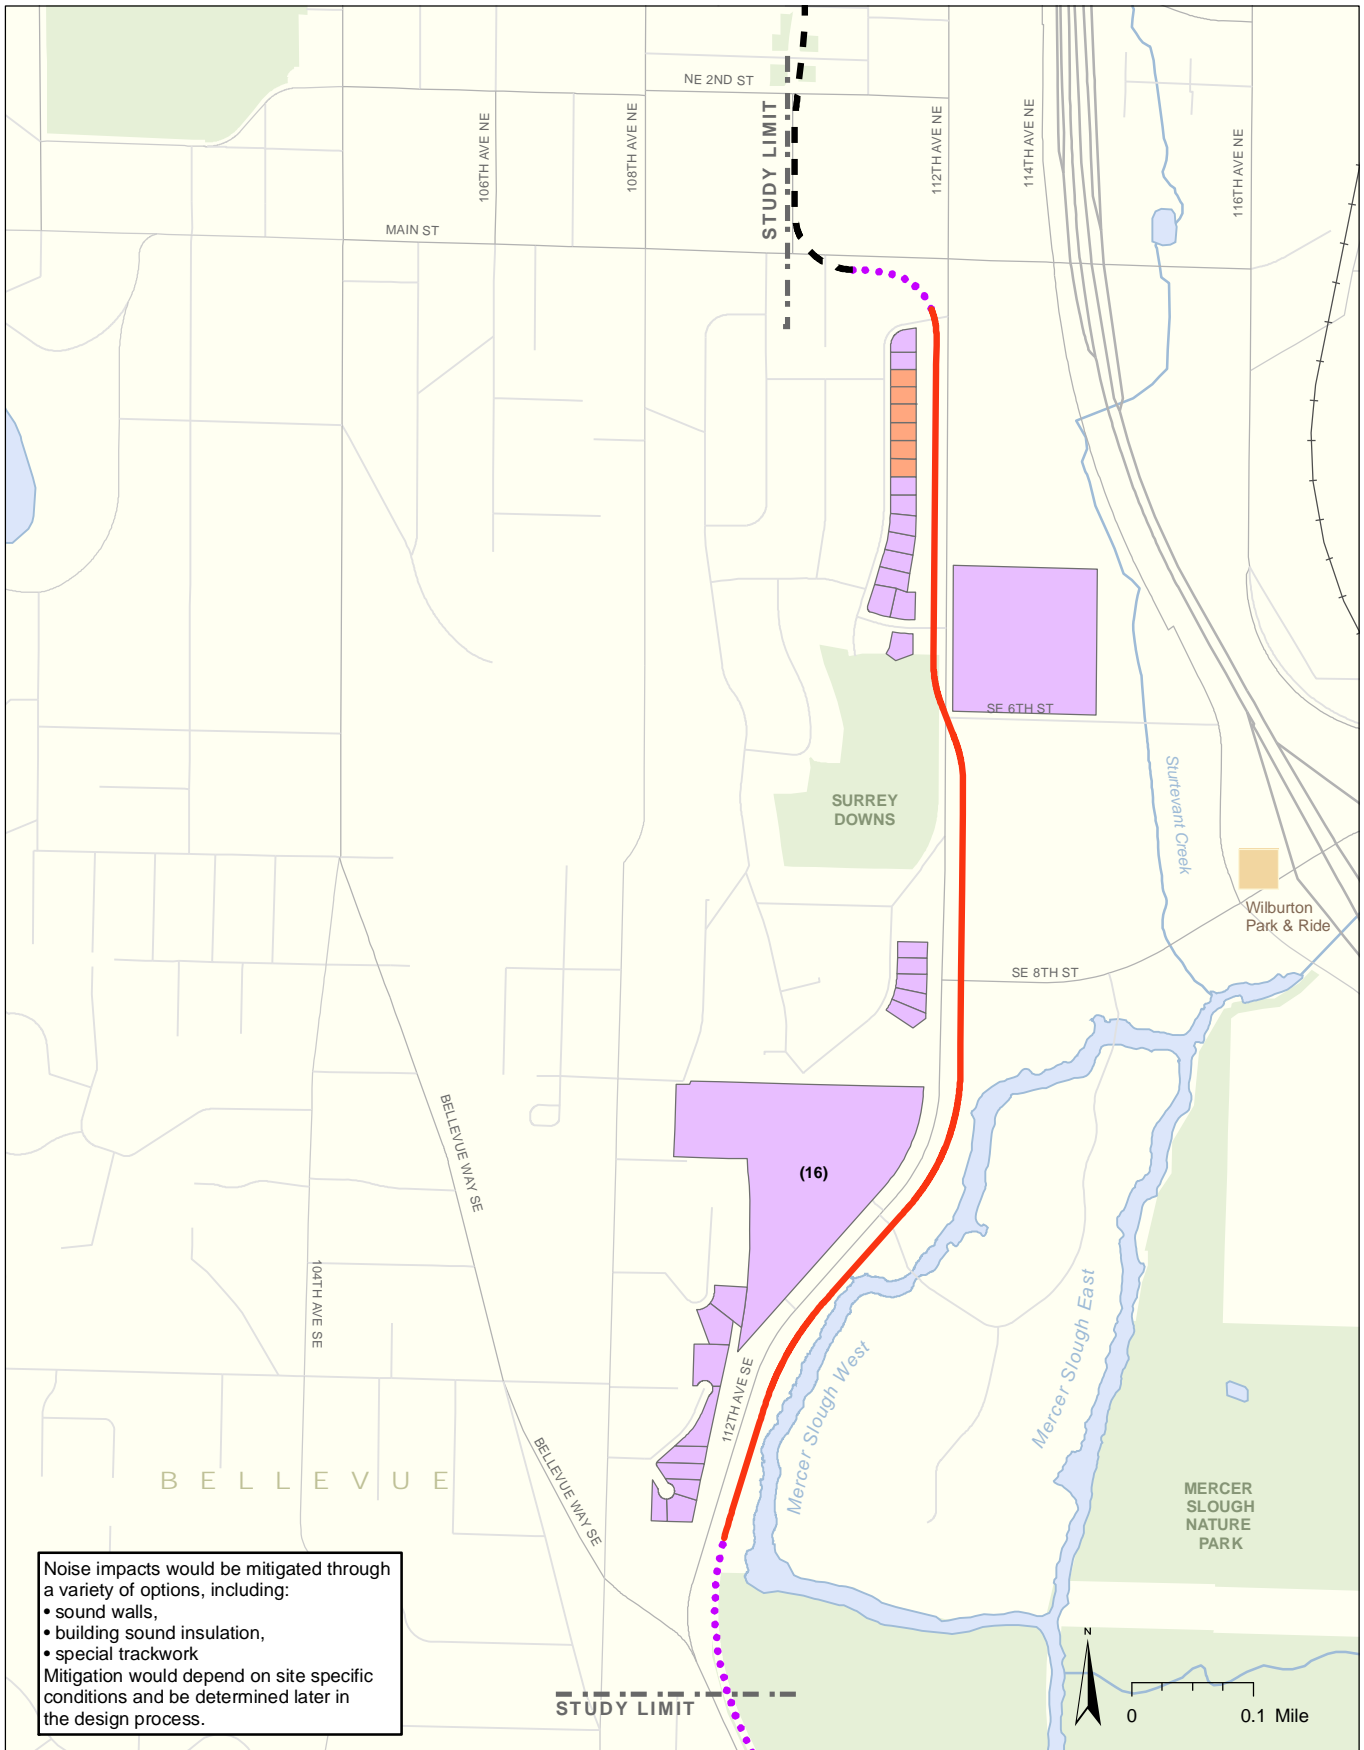 NE 2ND ST
STUDY LIMIT
106TH AVE NE
108TH AVE NE
112TH AVE NE
114TH AVE NE
116TH AVE NE
MAIN ST
SE 6TH ST
SURREY
DOWNS
Sturtevant Creek
Wilburton
Park & Ride
SE 8TH ST
BELLEVUE WAY SE
(16)
104TH AVE SE
112TH AVE SE
Mercer Slough West
Mercer Slough East
BELLEVUE WAY SE
BELLEVUE
MERCER
SLOUGH
NATURE
PARK
Noise impacts would be mitigated through
a variety of options, including:
• sound walls,
• building sound insulation,
• special trackwork
Mitigation would depend on site specific
conditions and be determined later in
the design process.
STUDY LIMIT
N
0 0.1 Mile